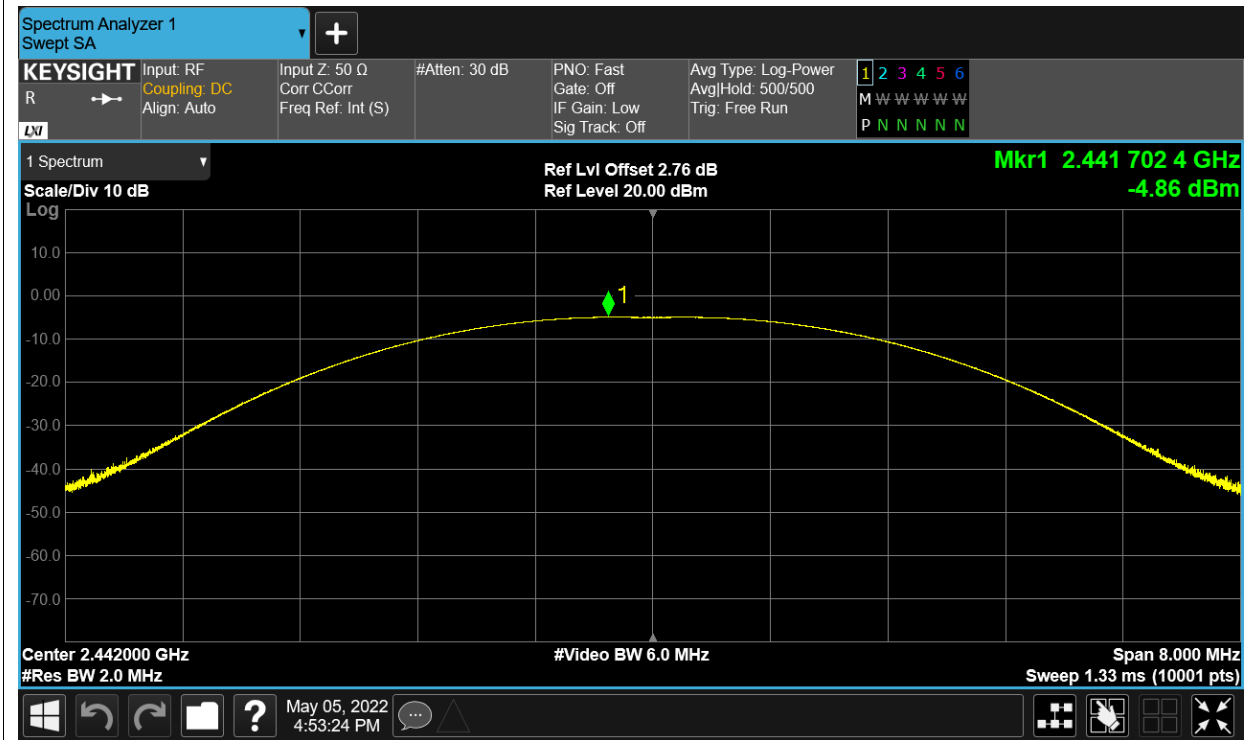 Spectrum Analyzer 1
Swept SA
KEYSIGHT
R
LXI
Input: RF
Coupling: DC
Align: Auto
Input Z: 50 Ω
Corr CCorr
Freq Ref: Int (S)
#Atten: 30 dB
PNO: Fast
Gate: Off
IF Gain: Low
Sig Track: Off
Avg Type: Log-Power
Avg|Hold: 500/500
Trig: Free Run
1 2 3 4 5 6
M W W W W W
P N N N N N
1 Spectrum
Scale/Div 10 dB
Log
Ref Lvl Offset 2.76 dB
Ref Level 20.00 dBm
Mkr1 2.441 702 4 GHz
-4.86 dBm
10.0
0.00
-10.0
-20.0
-30.0
-40.0
-50.0
-60.0
-70.0
1
Center 2.442000 GHz
#Res BW 2.0 MHz
#Video BW 6.0 MHz
Span 8.000 MHz
Sweep 1.33 ms (10001 pts)
?
May 05, 2022
4:53:24 PM